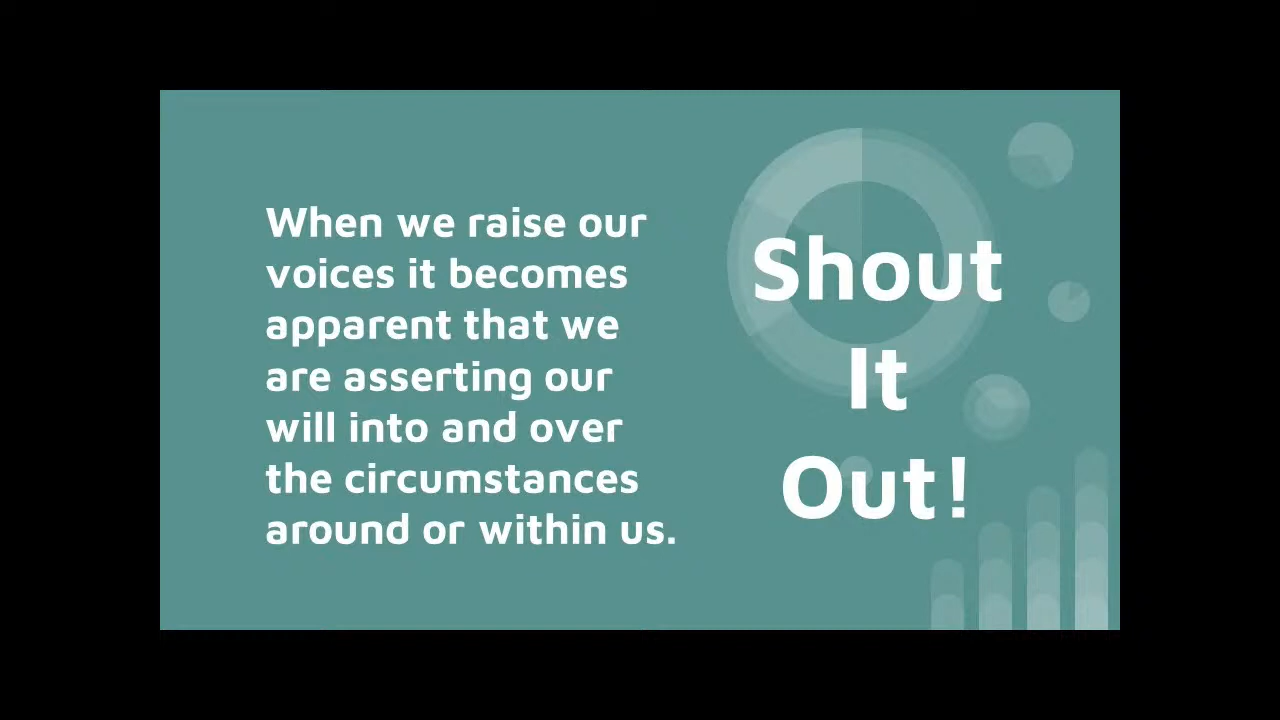 When we raise our
voices it becomes
apparent that we
are asserting our
will into and over
the circumstances
around or within us.
Shout
It
Out!